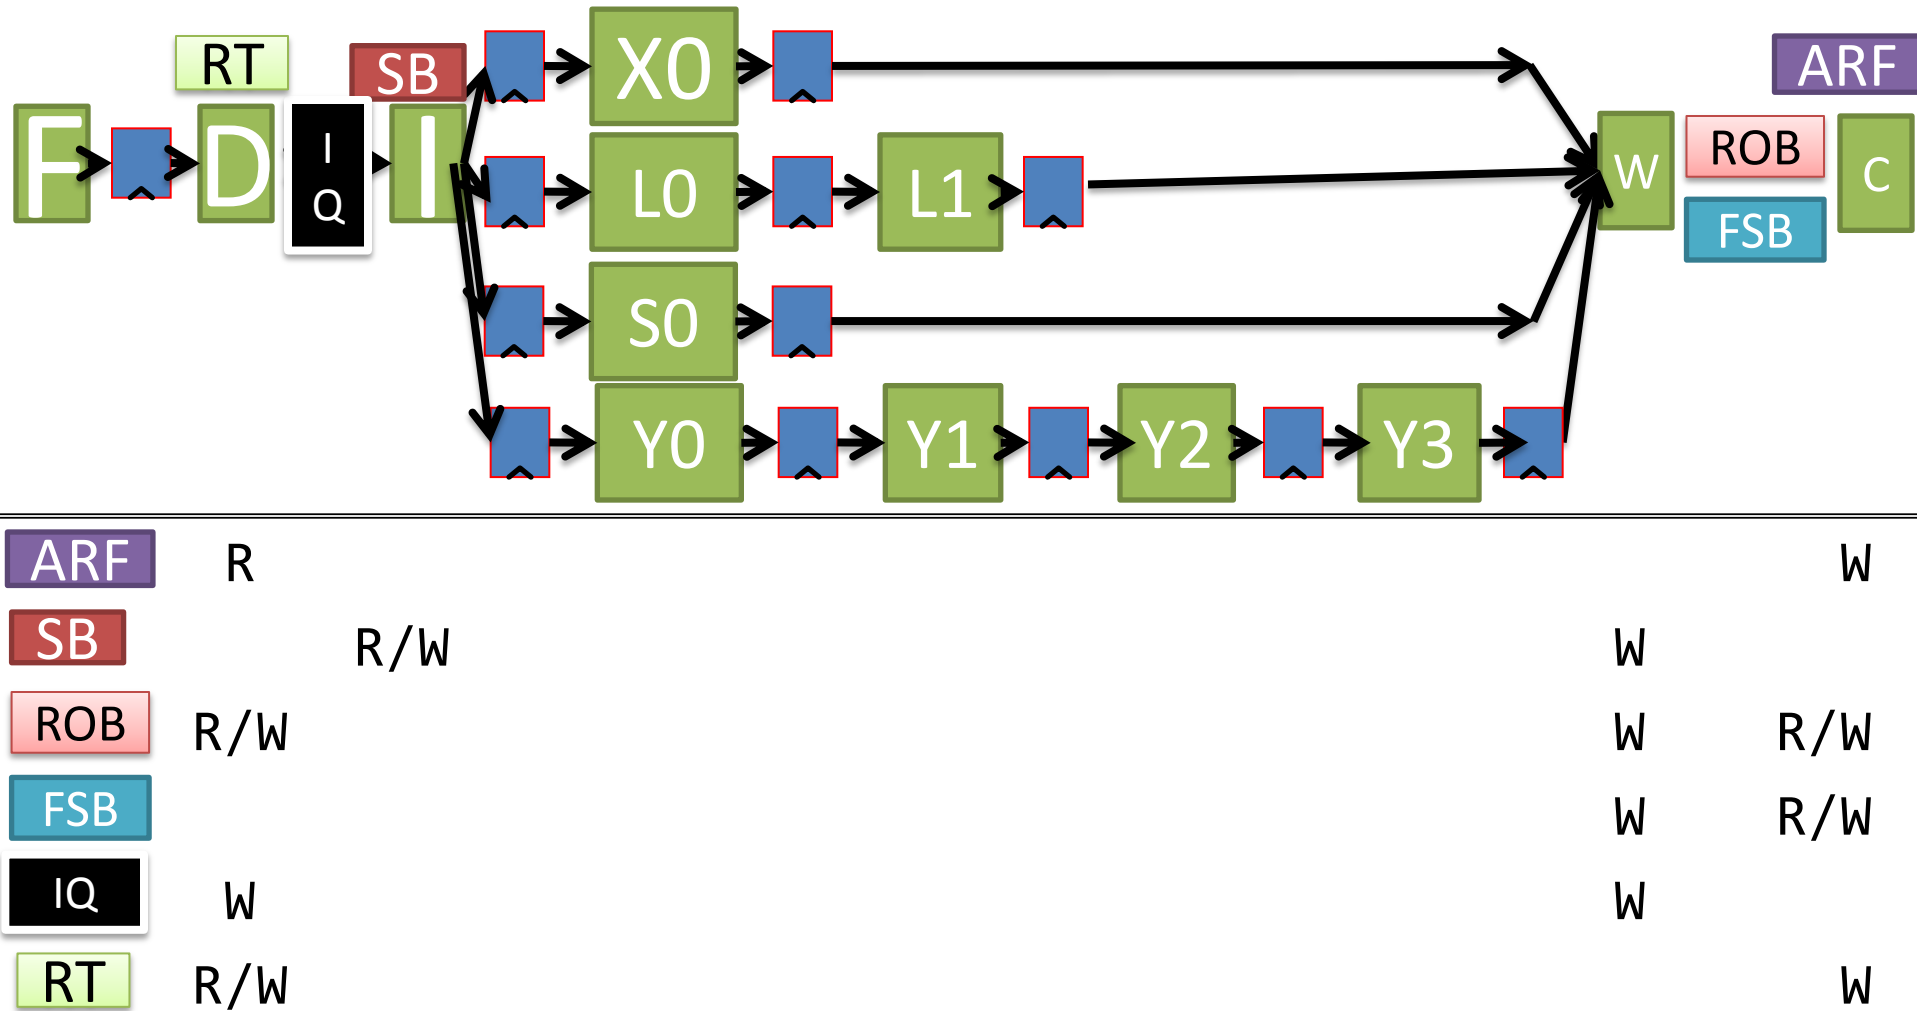 RT
SB
X0
ARF
F
D
I
Q
I
L0
L1
W
ROB
C
FSB
S0
Y0
Y1
Y2
Y3
ARF R W
SB R/W W
ROB R/W W R/W
FSB W R/W
IQ W W
RT R/W W